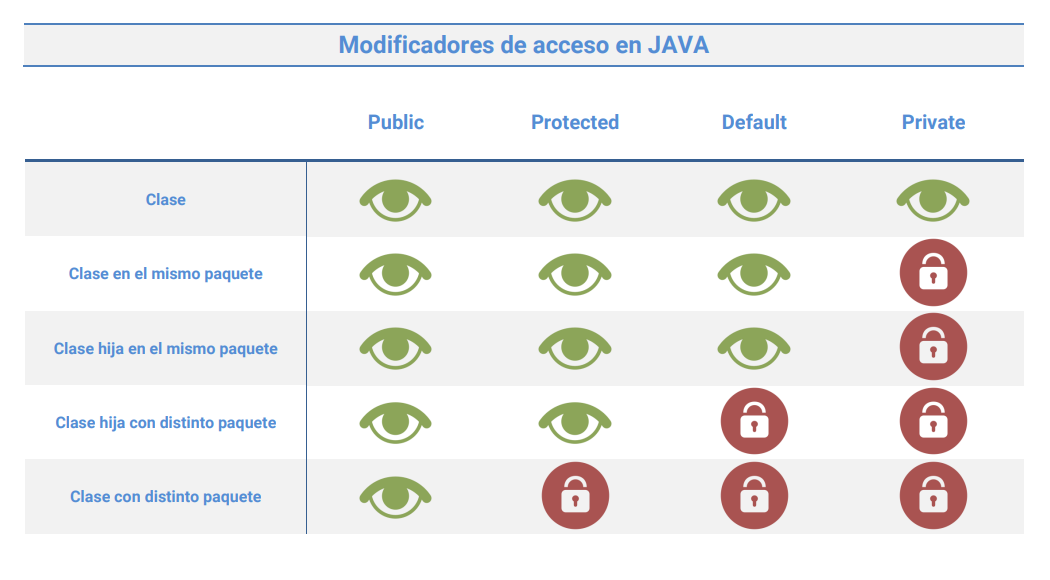 Modificadores de acceso en JAVA
Public Protected Default Private
Clase
Clase en el mismo paquete
Clase hija en el mismo paquete
Clase hija con distinto paquete
Clase con distinto paquete